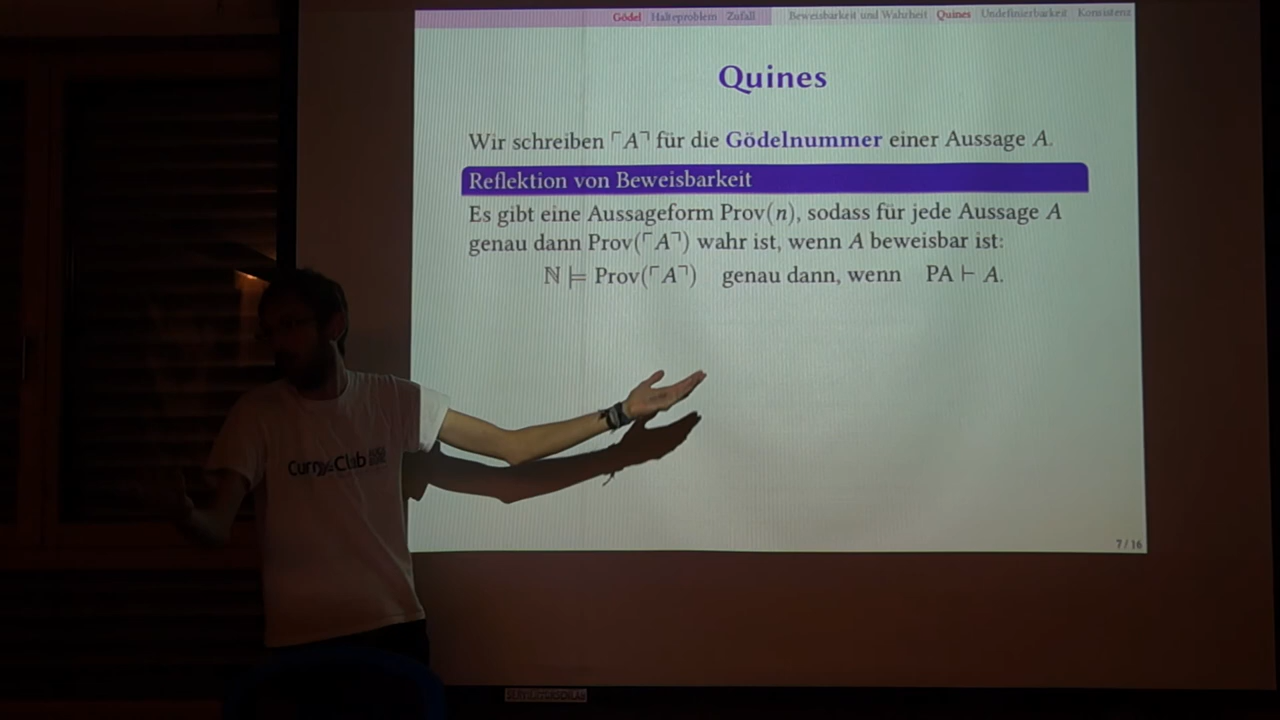 Gödel Halteproblem Zufall Beweisbarkeit und Wahrheit Quines Undefinierbarkeit Konsistenz
Quines
Wir schreiben ⌜A⌝ für die Gödelnummer einer Aussage A.
Reflektion von Beweisbarkeit
Es gibt eine Aussageform Prov(n), sodass für jede Aussage A
genau dann Prov(⌜A⌝) wahr ist, wenn A beweisbar ist:
ℕ ⊨ Prov(⌜A⌝) genau dann, wenn PA ⊢ A.
7 / 16
Curry Club